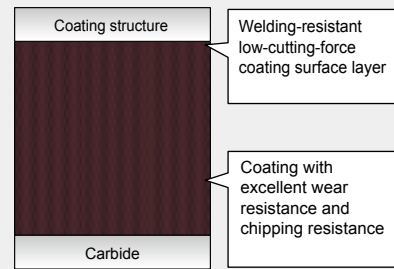 Coating structure
Welding-resistant
low-cutting-force
coating surface layer
Coating with
excellent wear
resistance and
chipping resistance
Carbide